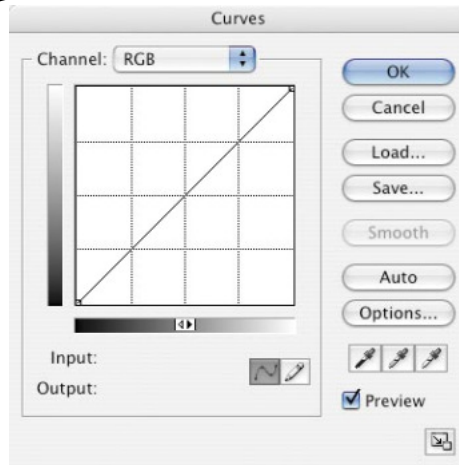 Curves
Channel: RGB
OK
Cancel
Load...
Save...
Smooth
Auto
Options...
Input:
Output:
Preview